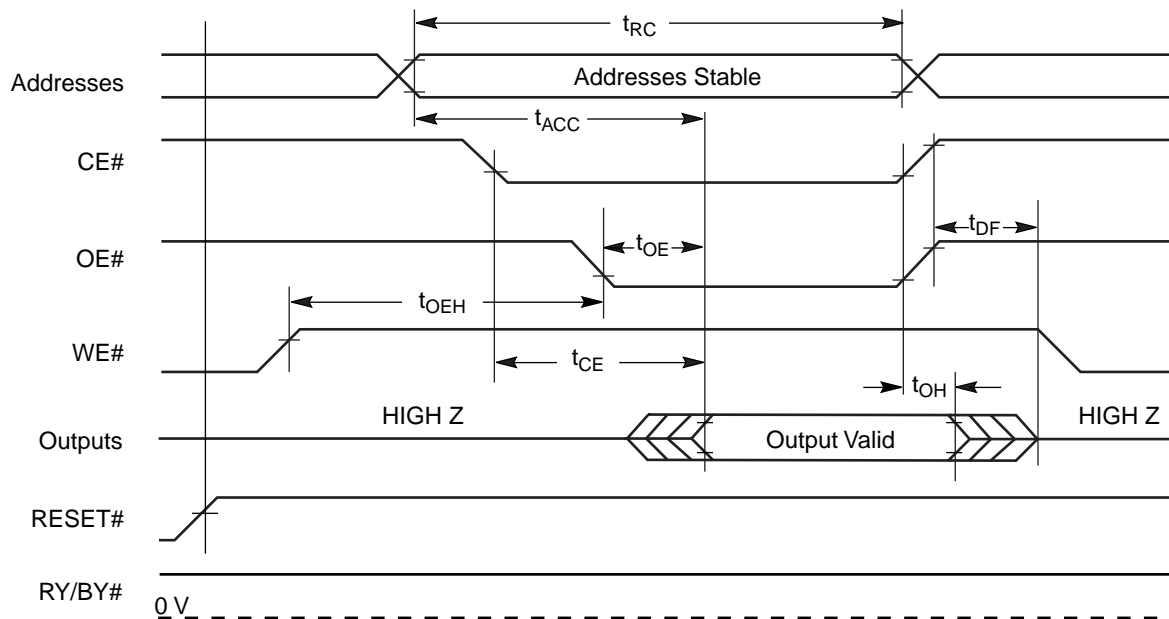 tRC
Addresses
Addresses Stable
tACC
CE#
tDF
OE#
tOE
tOEH
WE#
tCE
tOH
HIGH Z
HIGH Z
Outputs
Output Valid
RESET#
RY/BY#
0 V